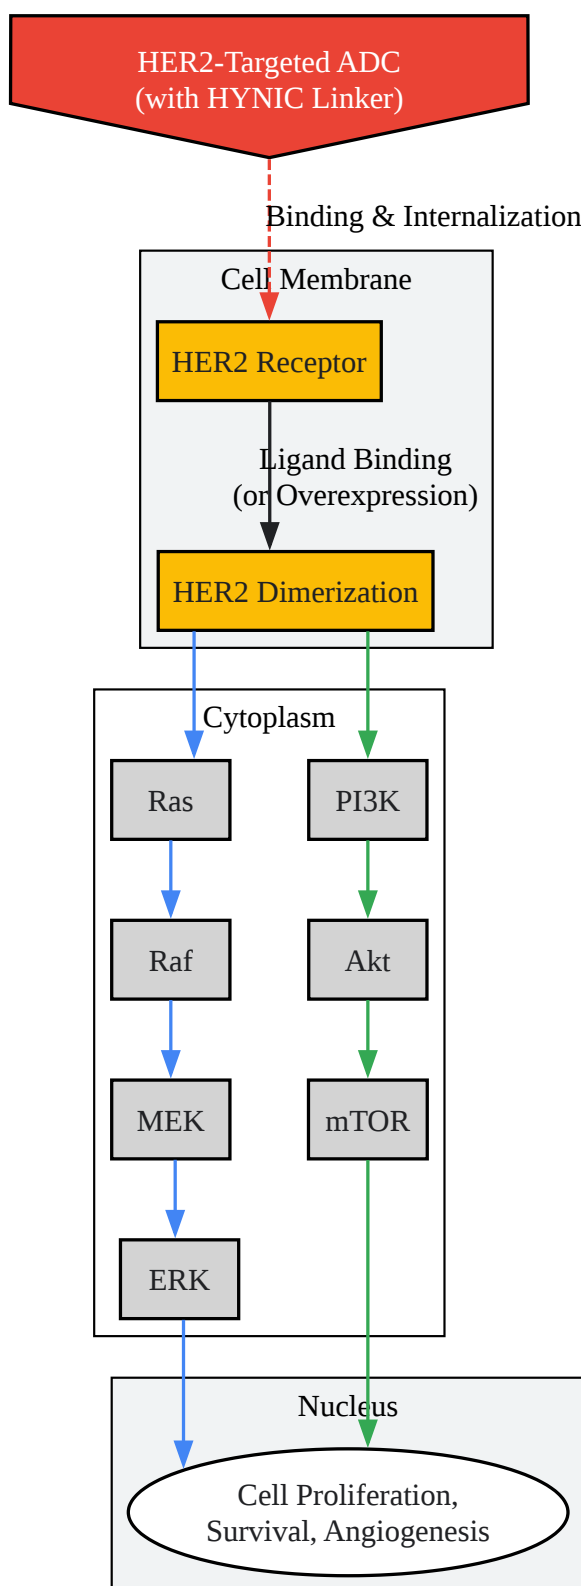 HER2-Targeted ADC
(with HYNIC Linker)
Binding & Internalization
Cell Membrane
HER2 Receptor
Ligand Binding
(or Overexpression)
HER2 Dimerization
Cytoplasm
Ras
PI3K
Raf
Akt
MEK
mTOR
ERK
Nucleus
Cell Proliferation,
Survival, Angiogenesis